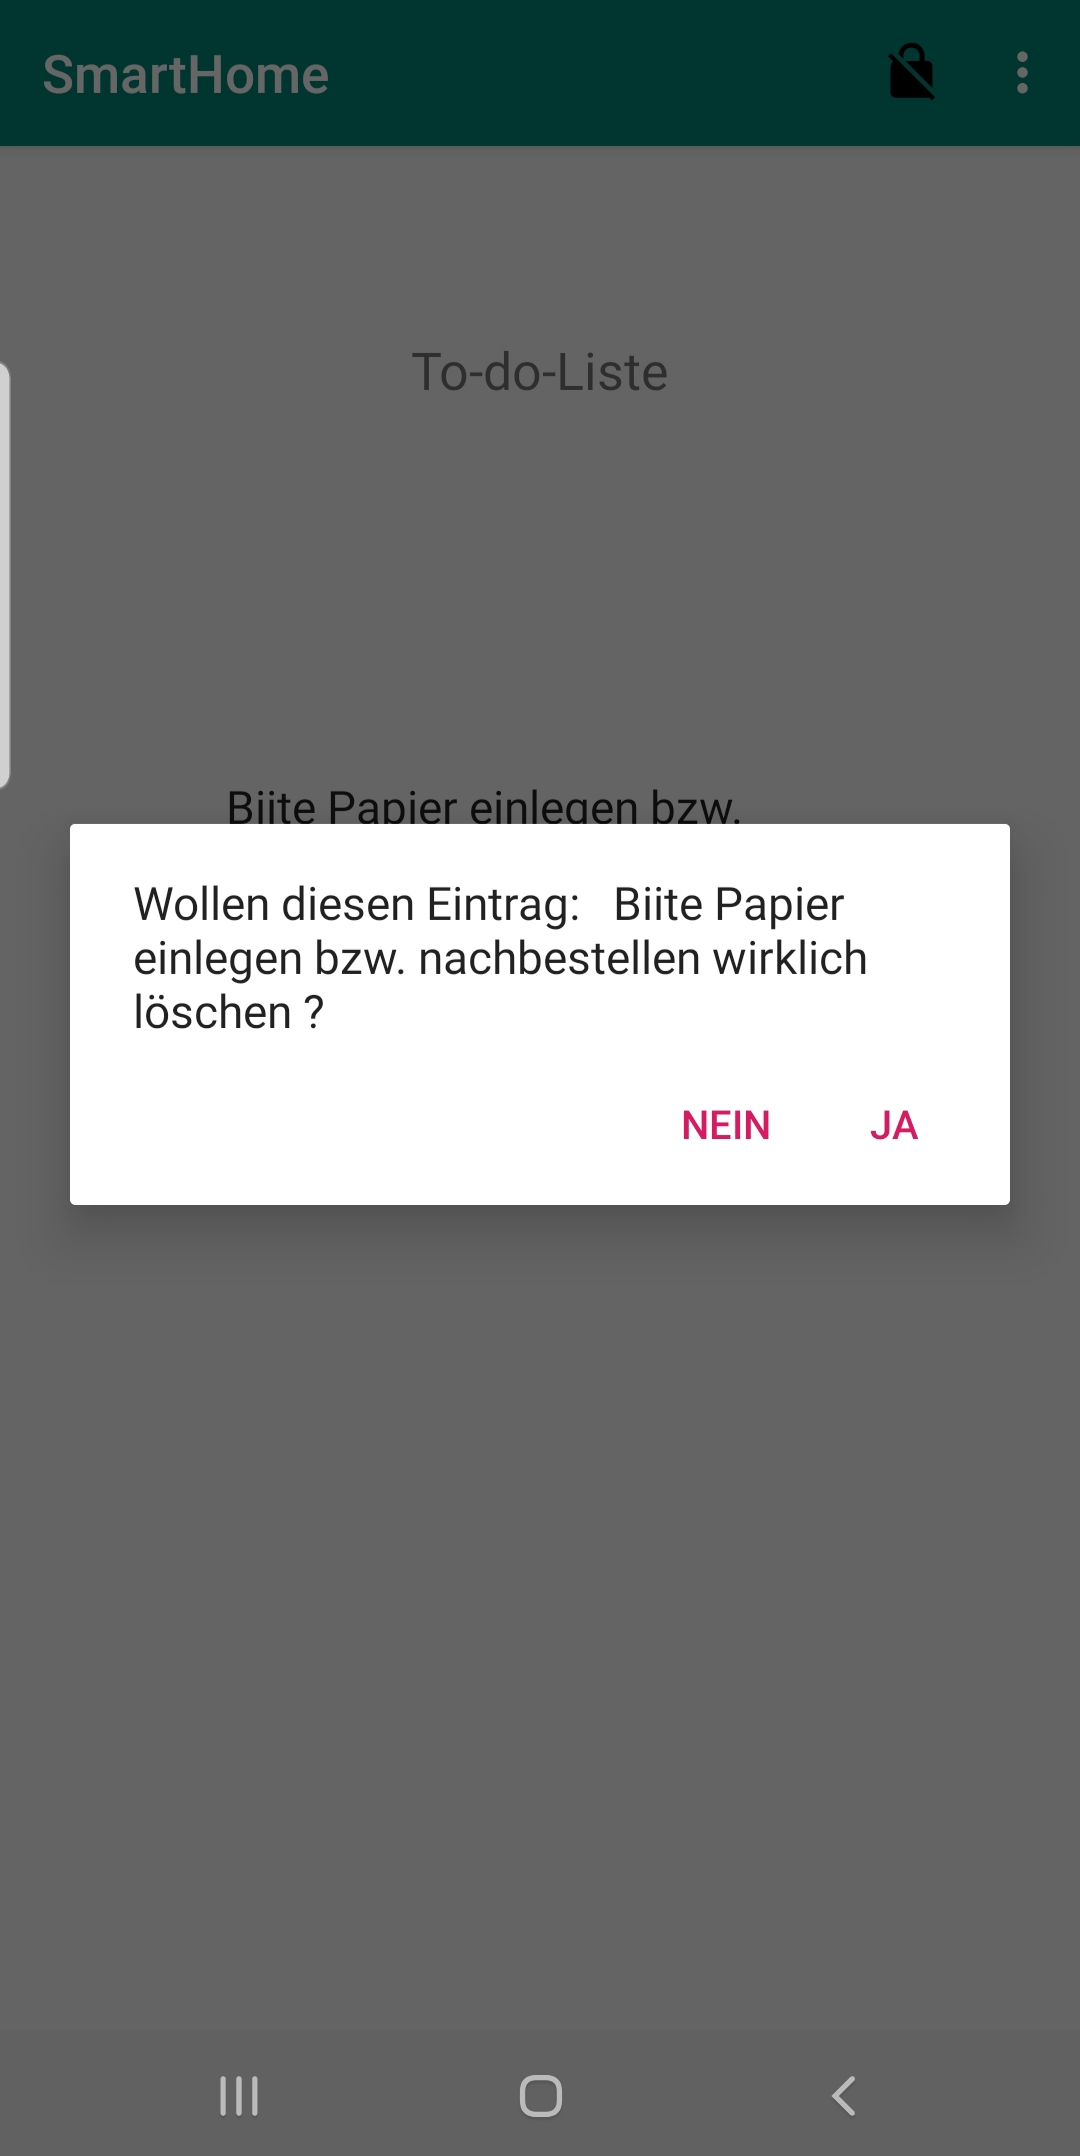 SmartHome
To-do-Liste
Biite Papier einlegen bzw.
Wollen diesen Eintrag:   Biite Papier
einlegen bzw. nachbestellen wirklich
löschen ?
NEIN JA